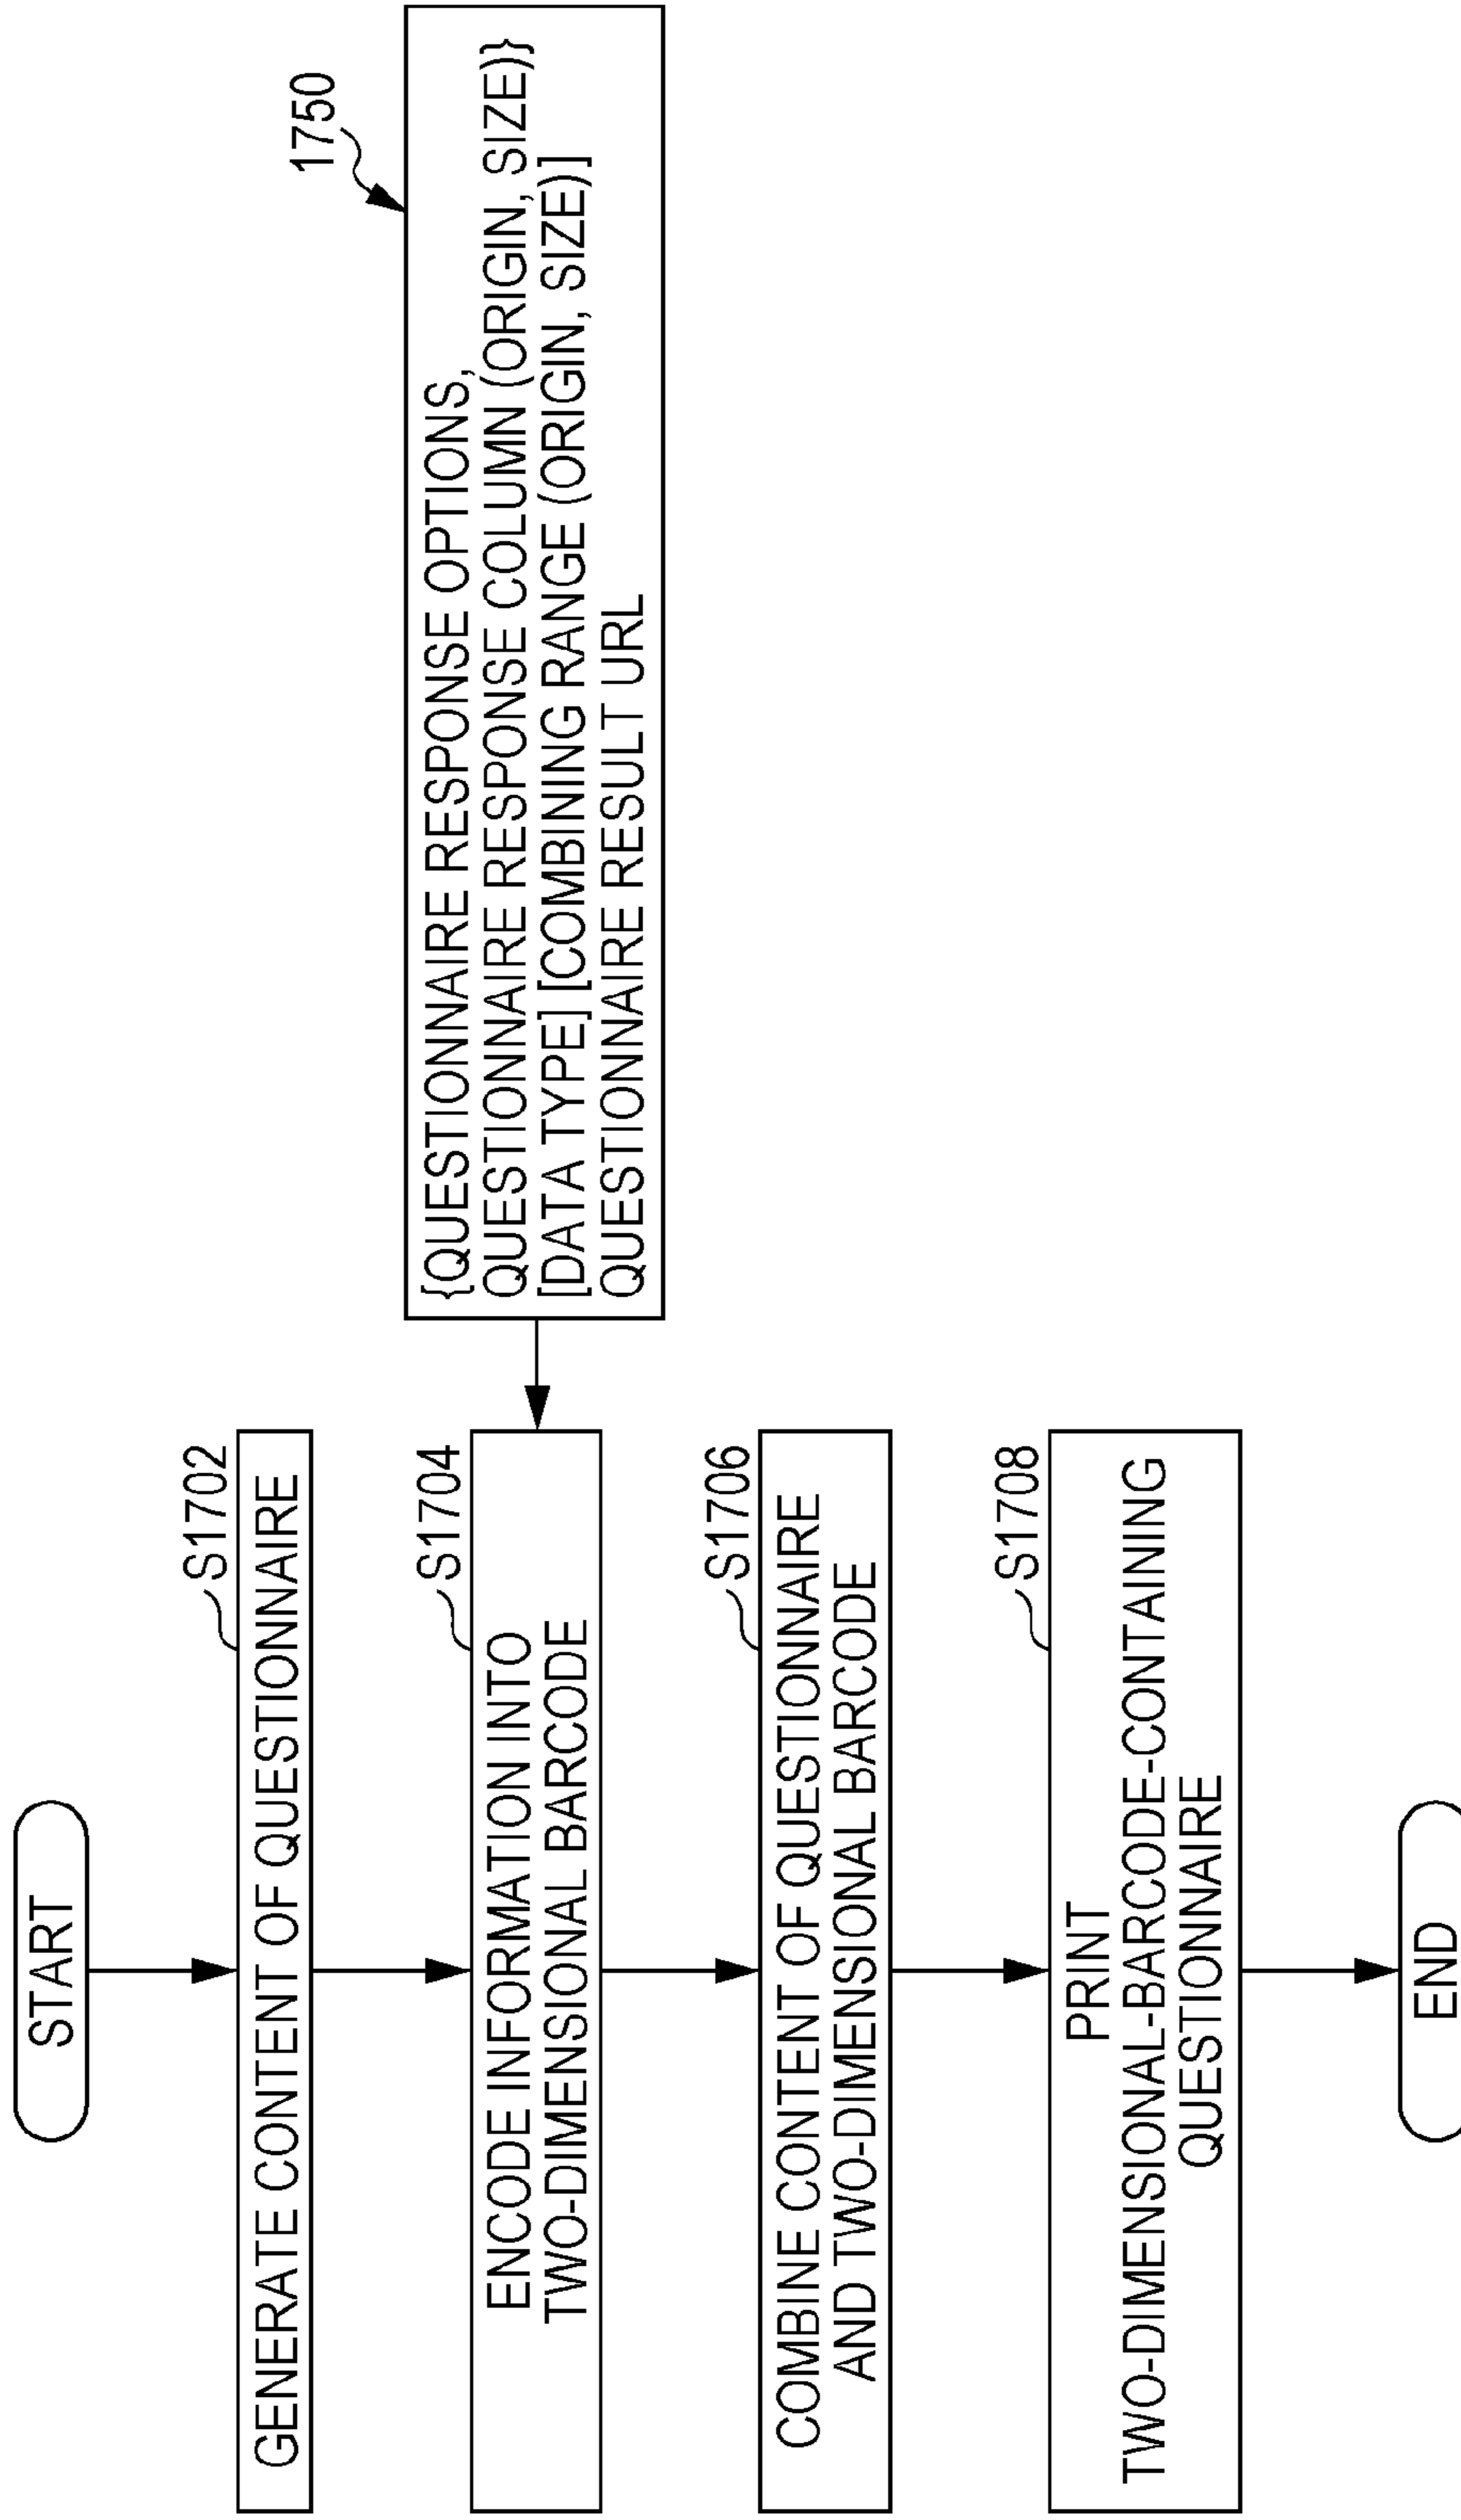 START
S1702
GENERATE CONTENT OF QUESTIONNAIRE
S1704
ENCODE INFORMATION INTO
TWO-DIMENSIONAL BARCODE
1750
{QUESTIONNAIRE RESPONSE OPTIONS,
QUESTIONNAIRE RESPONSE COLUMN (ORIGIN, SIZE)}
[DATA TYPE] [COMBINING RANGE (ORIGIN, SIZE)]
QUESTIONNAIRE RESULT URL
S1706
COMBINE CONTENT OF QUESTIONNAIRE
AND TWO-DIMENSIONAL BARCODE
S1708
PRINT
TWO-DIMENSIONAL-BARCODE-CONTAINING
QUESTIONNAIRE
END